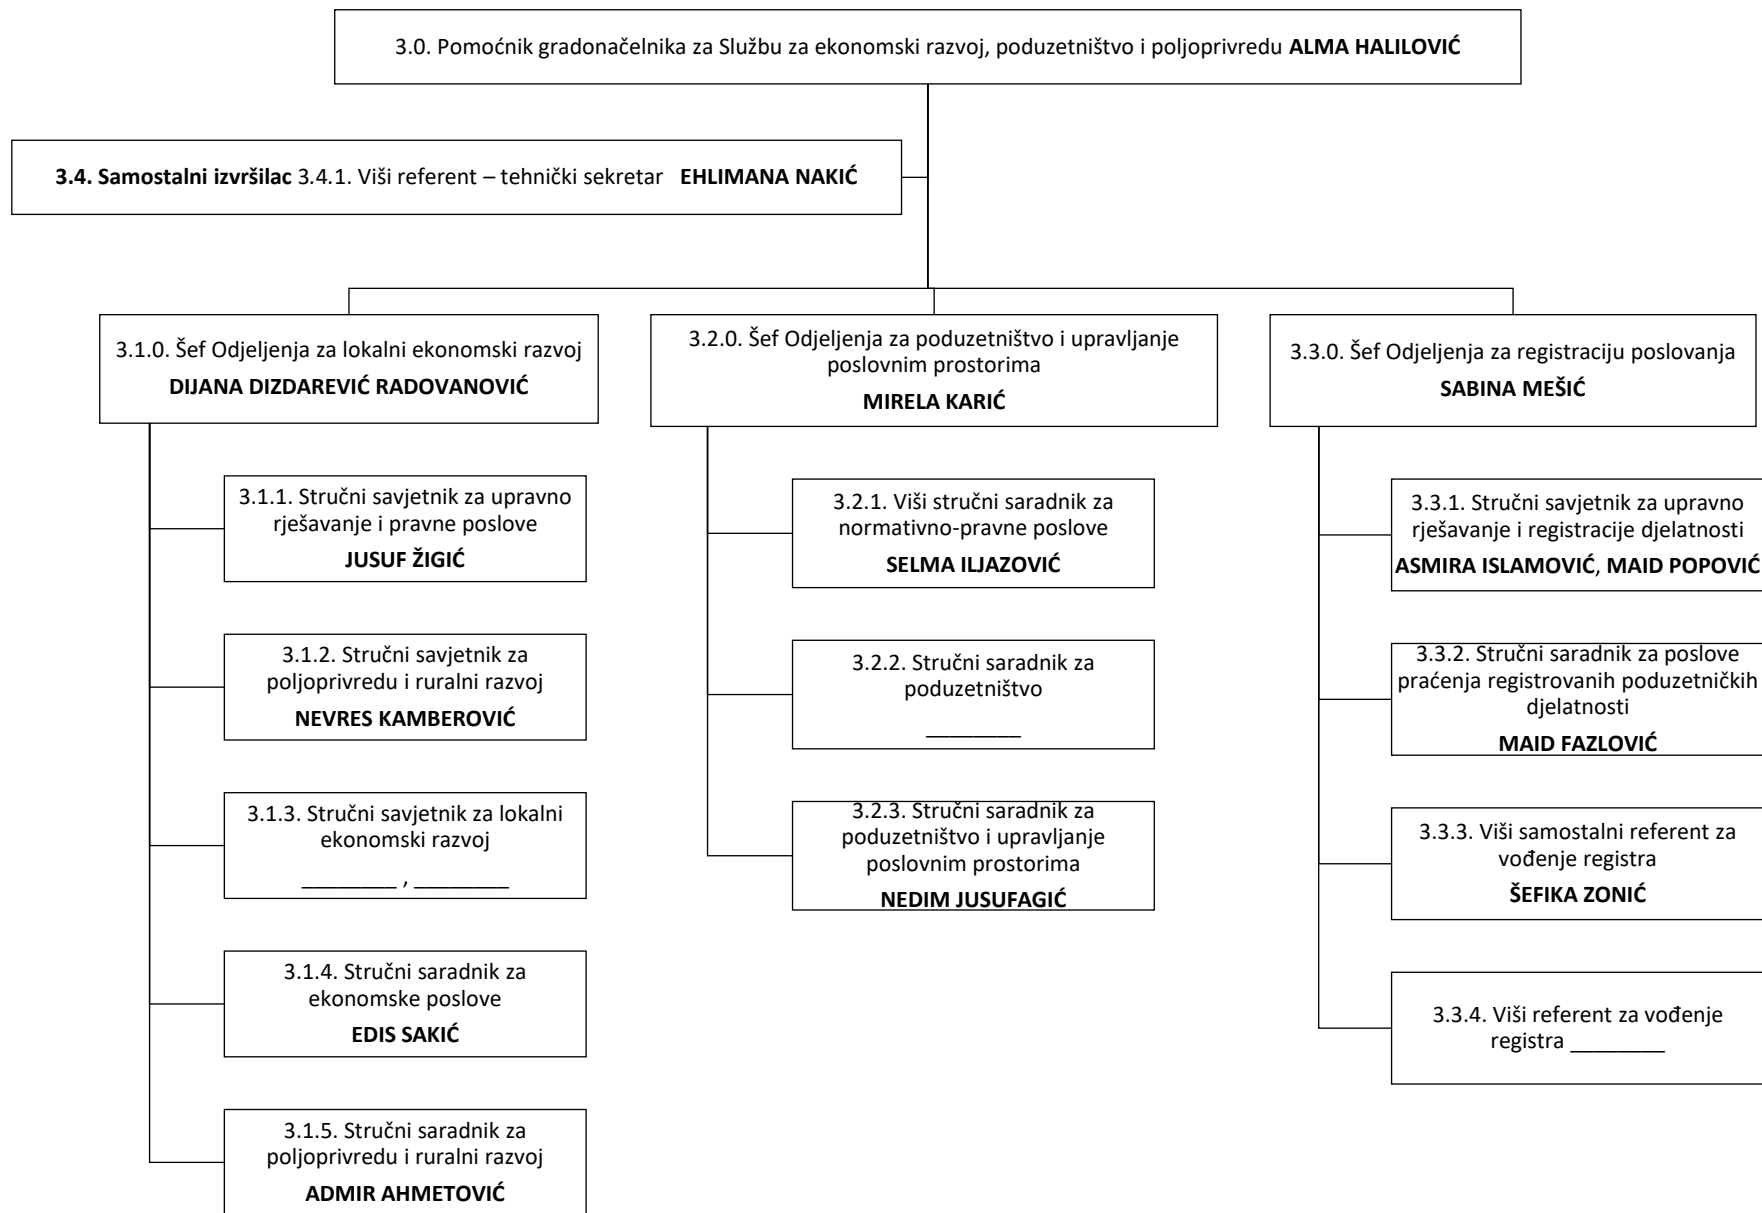 3.0. Pomoćnik gradonačelnika za Službu za ekonomski razvoj, poduzetništvo i poljoprivredu ALMA HALILOVIĆ
3.4. Samostalni izvršilac 3.4.1. Viši referent – tehnički sekretar EHLIMANA NAKIĆ
3.1.0. Šef Odjeljenja za lokalni ekonomski razvoj
DIJANA DIZDAREVIĆ RADOVANOVIĆ
3.1.1. Stručni savjetnik za upravno
rješavanje i pravne poslove
JUSUF ŽIGIĆ
3.1.2. Stručni savjetnik za
poljoprivredu i ruralni razvoj
NEVRES KAMBEROVIĆ
3.1.3. Stručni savjetnik za lokalni
ekonomski razvoj
________ , ________
3.1.4. Stručni saradnik za
ekonomske poslove
EDIS SAKIĆ
3.1.5. Stručni saradnik za
poljoprivredu i ruralni razvoj
ADMIR AHMETOVIĆ
3.2.0. Šef Odjeljenja za poduzetništvo i upravljanje
poslovnim prostorima
MIRELA KARIĆ
3.2.1. Viši stručni saradnik za
normativno-pravne poslove
SELMA ILJAZOVIĆ
3.2.2. Stručni saradnik za
poduzetništvo
________
3.2.3. Stručni saradnik za
poduzetništvo i upravljanje
poslovnim prostorima
NEDIM JUSUFAGIĆ
3.3.0. Šef Odjeljenja za registraciju poslovanja
SABINA MEŠIĆ
3.3.1. Stručni savjetnik za upravno
rješavanje i registracije djelatnosti
ASMIRA ISLAMOVIĆ, MAID POPOVIĆ
3.3.2. Stručni saradnik za poslove
praćenja registrovanih poduzetničkih
djelatnosti
MAID FAZLOVIĆ
3.3.3. Viši samostalni referent za
vođenje registra
ŠEFIKA ZONIĆ
3.3.4. Viši referent za vođenje
registra ________